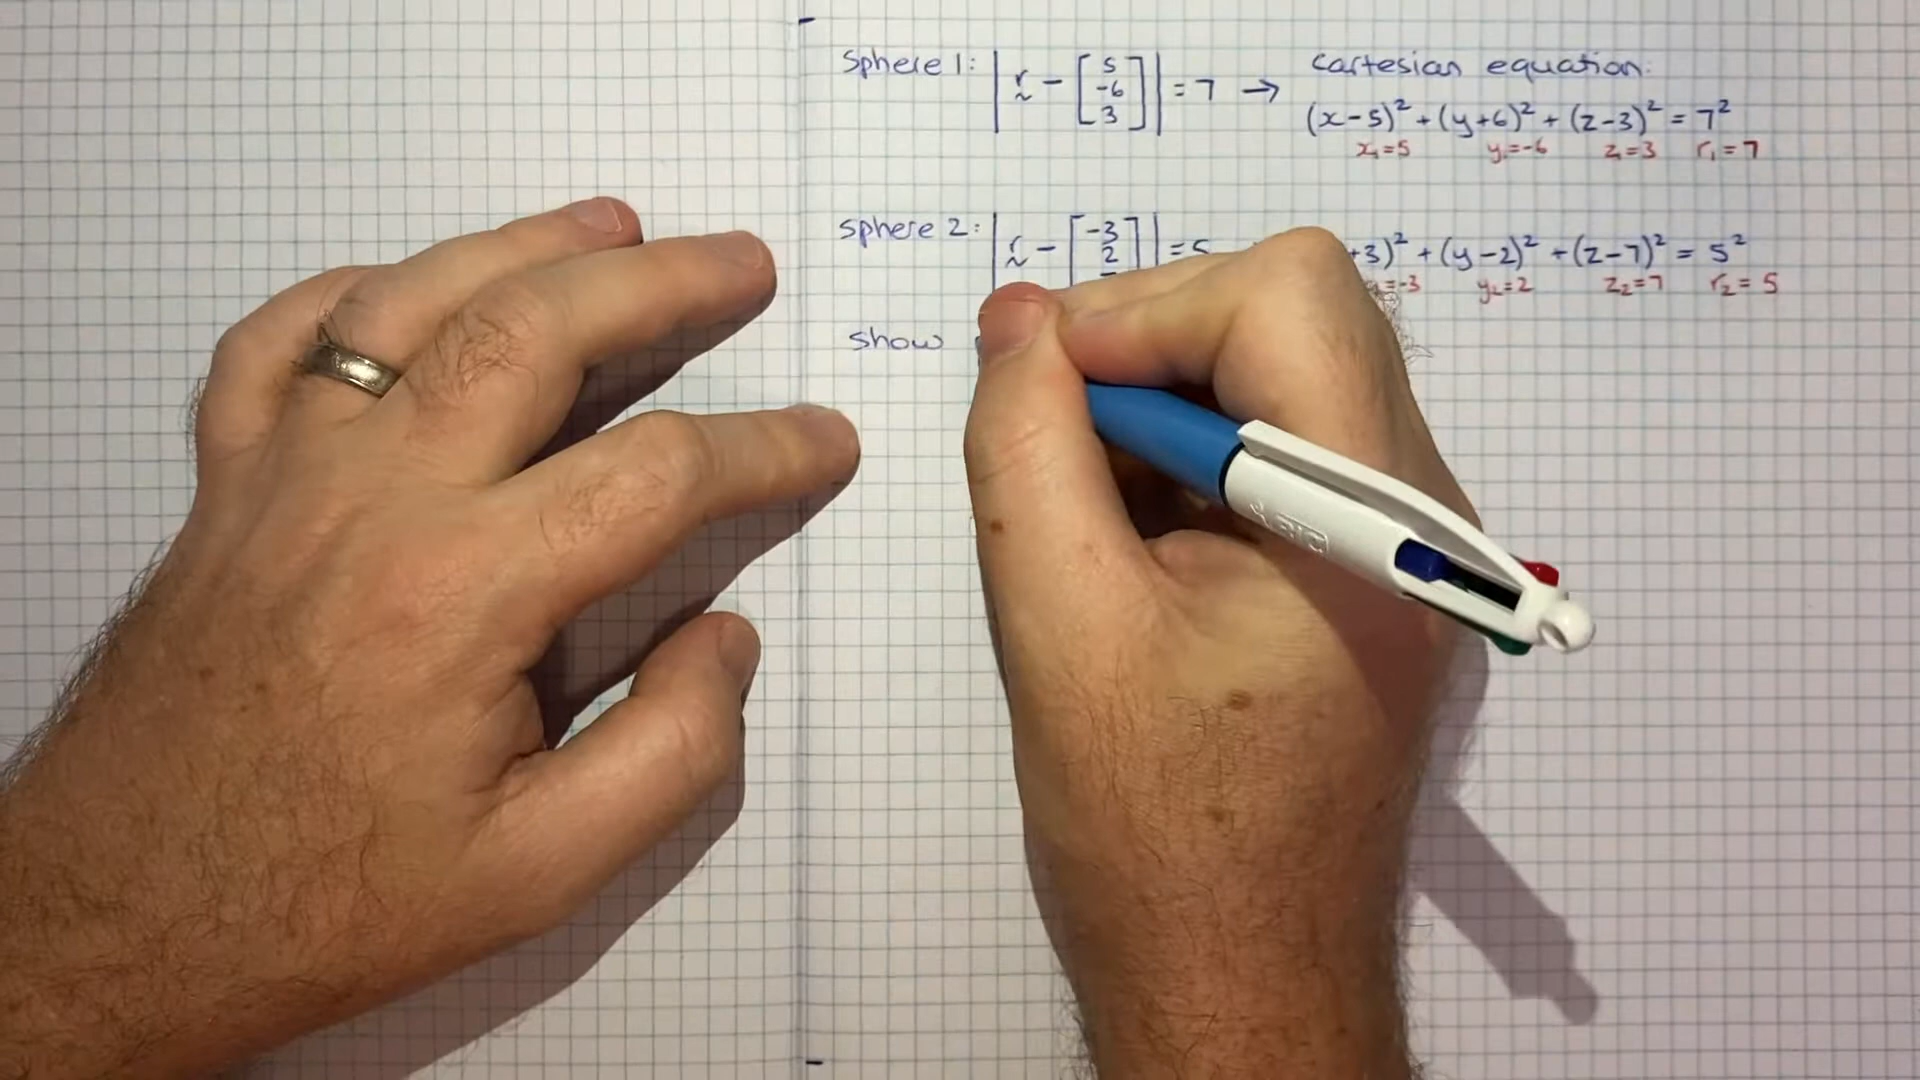 Sphere 1: | r̰ − [5 -6 3] | = 7 → Cartesian equation:
(x−5)² + (y+6)² + (z−3)² = 7²
x₁=5 y₁=-6 z₁=3 r₁=7
sphere 2: | r̰ − [-3 2 | = 5 +3)² + (y−2)² + (z−7)² = 5²
=-3 y₂=2 z₂=7 r₂=5
show
BIC